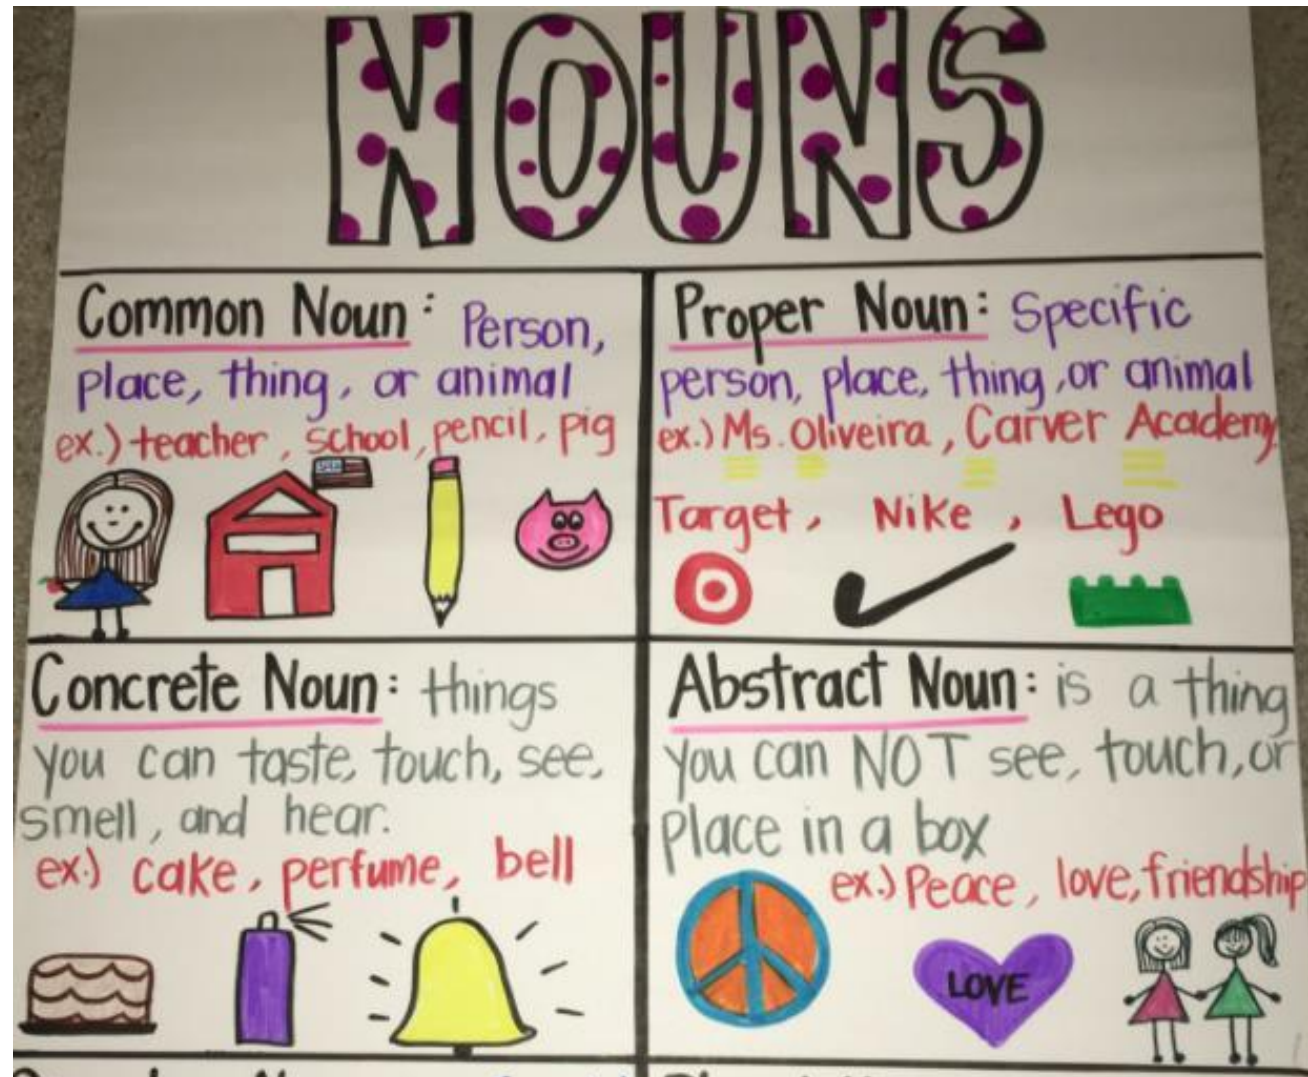 NOUNS
Common Noun: Person,
place, thing, or animal
ex.) teacher, school, pencil, pig
Proper Noun: Specific
person, place, thing, or animal
ex.) Ms. Oliveira, Carver Academy
Target, Nike, Lego
Concrete Noun: things
you can taste, touch, see,
smell, and hear.
ex.) cake, perfume, bell
Abstract Noun: is a thing
you can NOT see, touch, or
place in a box
ex.) Peace, love, friendship
LOVE